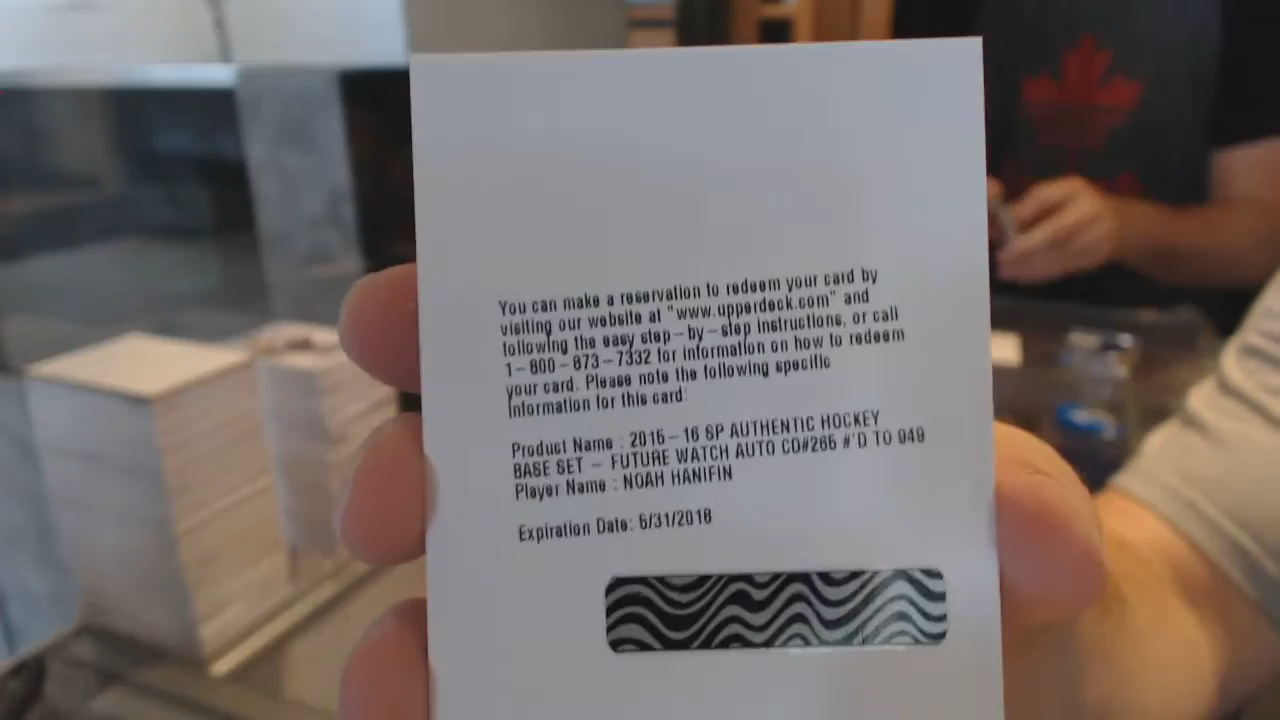 You can make a reservation to redeem your card by
visiting our website at "www.upperdeck.com" and
following the easy step-by-step instructions, or call
1-800-873-7332 for information on how to redeem
your card. Please note the following specific
information for this card:
Product Name : 2015-16 SP AUTHENTIC HOCKEY
BASE SET - FUTURE WATCH AUTO CD#265 #'D TO 949
Player Name : NOAH HANIFIN
Expiration Date: 5/31/2018